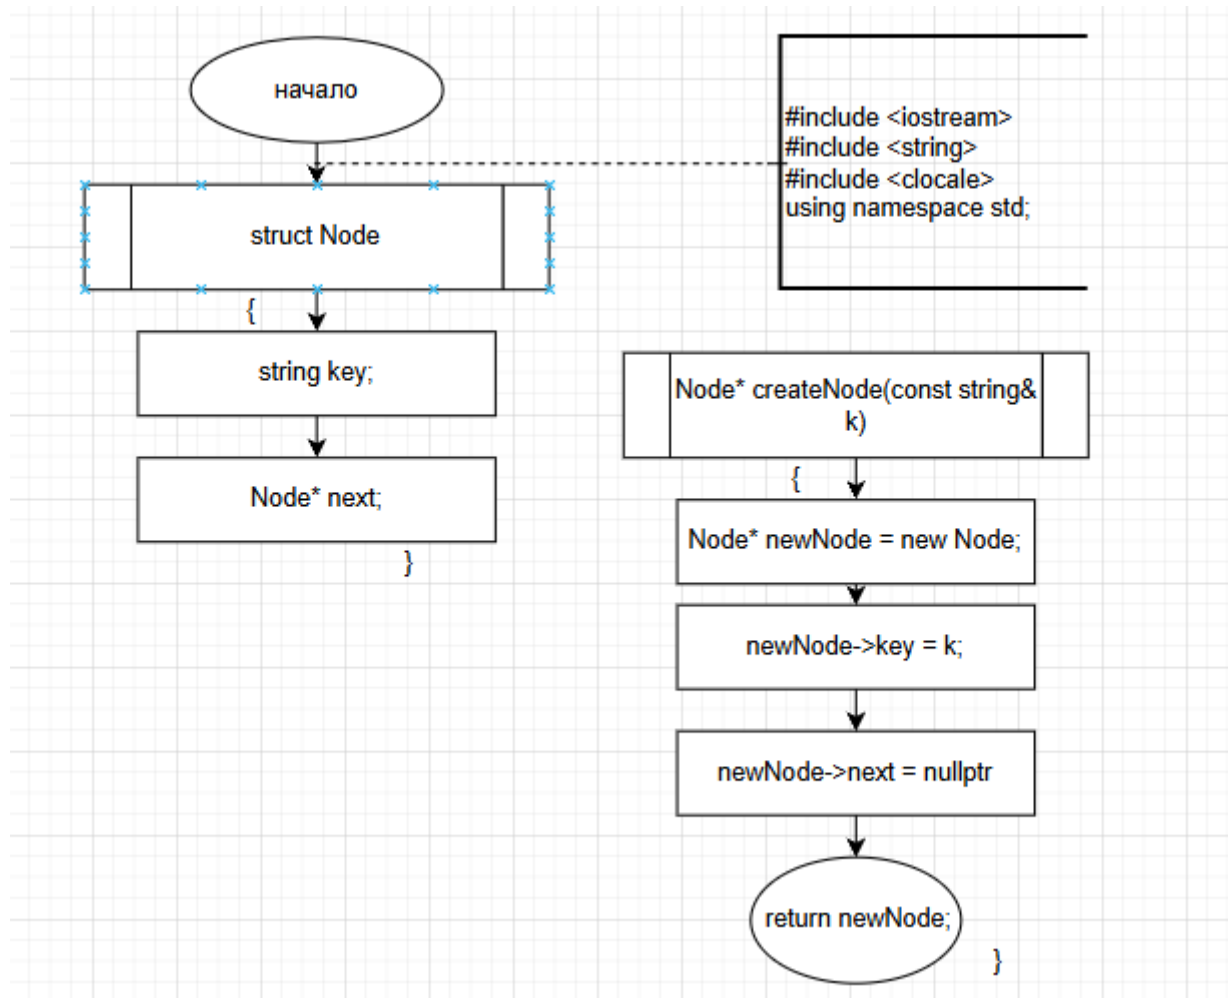 начало
#include <iostream>
#include <string>
#include <clocale>
using namespace std;
struct Node
{
string key;
Node* next;
}
Node* createNode(const string&
k)
{
Node* newNode = new Node;
newNode->key = k;
newNode->next = nullptr
return newNode;
}